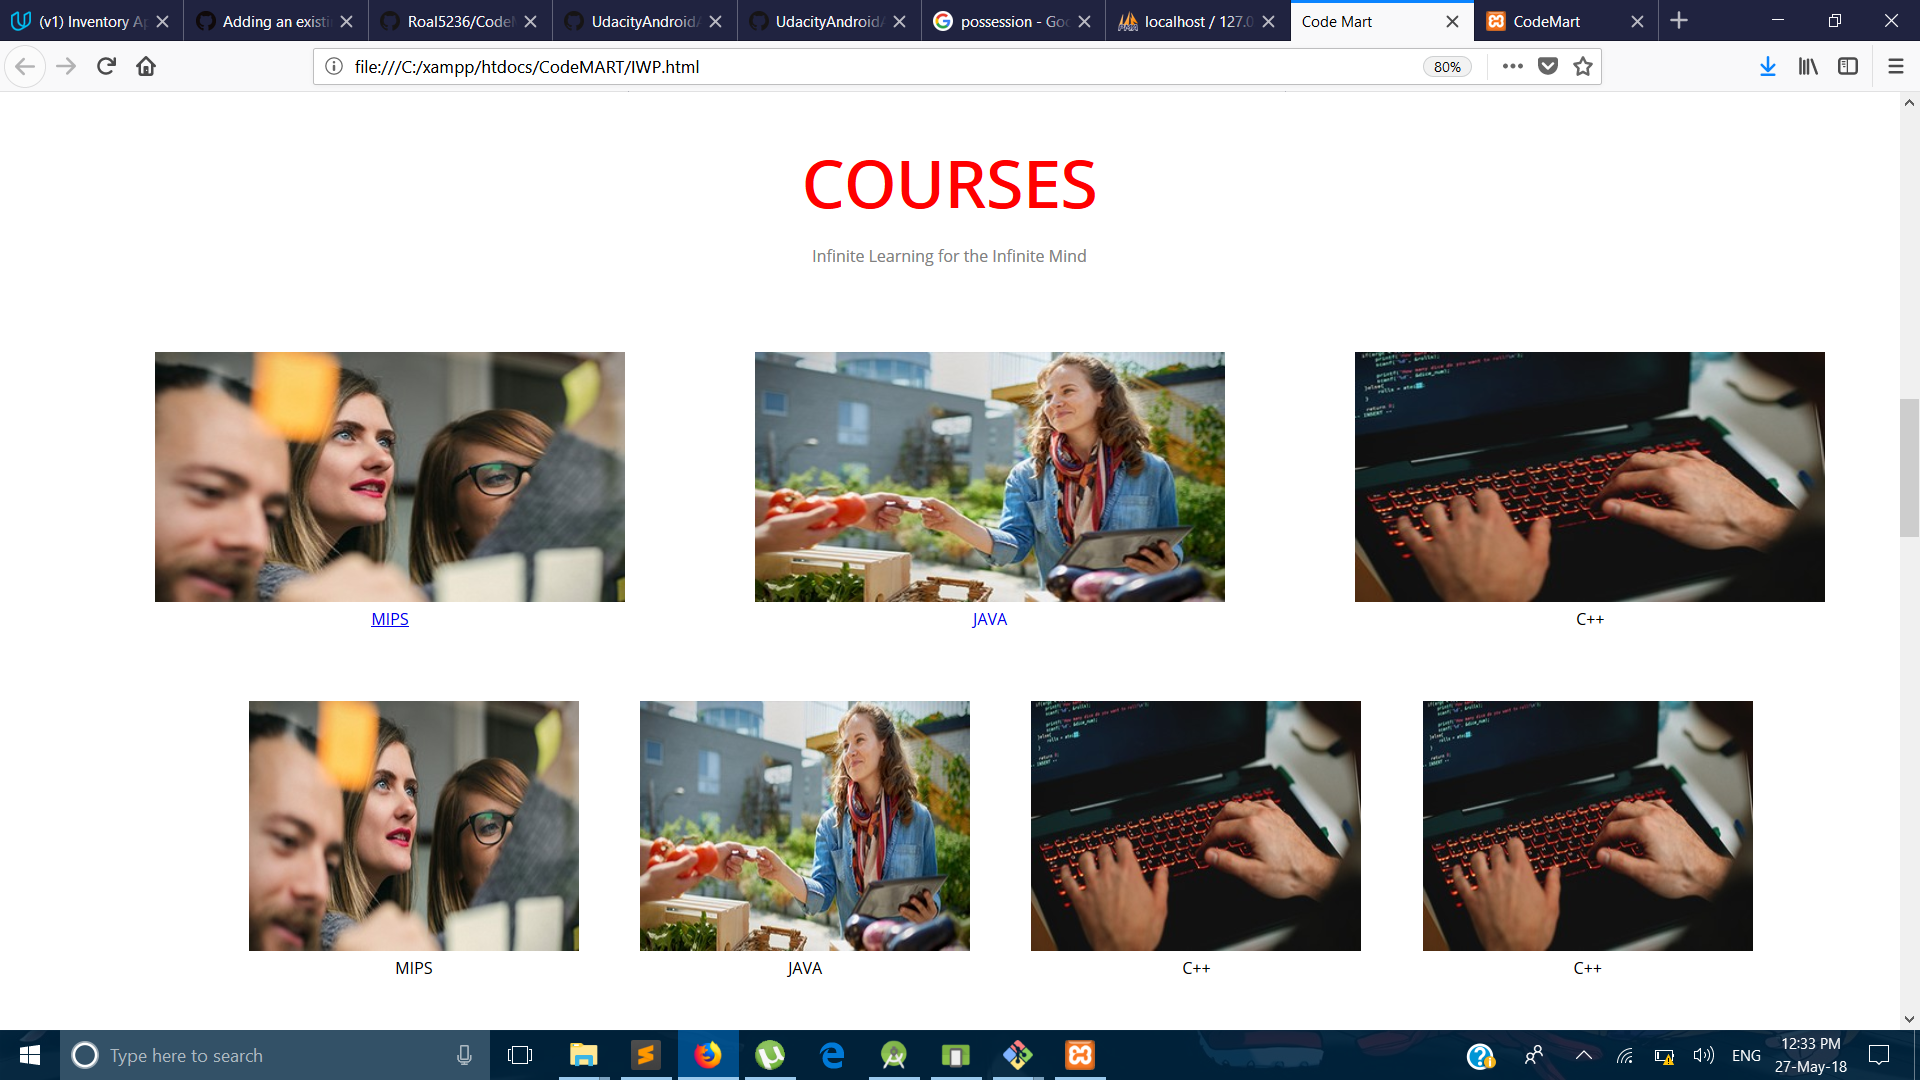 (v1) Inventory Ap
Adding an existi
Roal5236/Code
UdacityAndroid
UdacityAndroid
possession - Goo
localhost / 127.0
Code Mart
CodeMart
file:///C:/xampp/htdocs/CodeMART/IWP.html
80%
COURSES
Infinite Learning for the Infinite Mind
MIPS
JAVA
C++
MIPS
JAVA
C++
C++
Type here to search
ENG
12:33 PM
27-May-18